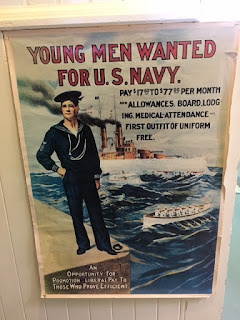 YOUNG MEN WANTED
FOR U.S. NAVY.
PAY $17.60 TO $77.00 PER MONTH
AND ALLOWANCES. BOARD, LODG
ING, MEDICAL ATTENDANCE AND
FIRST OUTFIT OF UNIFORM
FREE.
AN
OPPORTUNITY FOR
PROMOTION LIBERAL PAY TO
THOSE WHO PROVE EFFICIENT